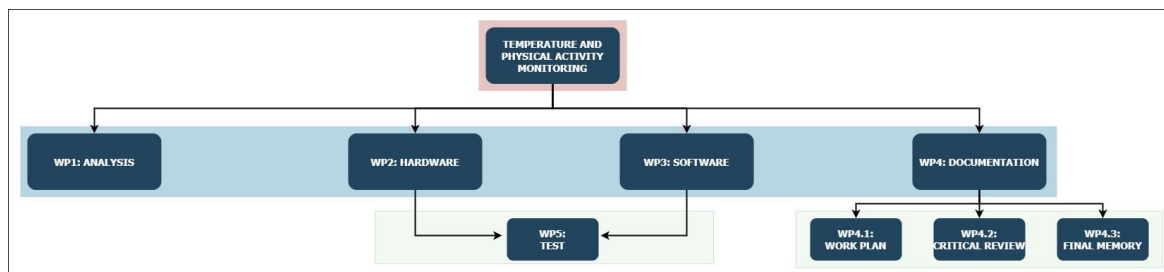 TEMPERATURE AND
PHYSICAL ACTIVITY
MONITORING
WP1: ANALYSIS
WP2: HARDWARE
WP3: SOFTWARE
WP4: DOCUMENTATION
WP5:
TEST
WP4.1:
WORK PLAN
WP4.2:
CRITICAL REVIEW
WP4.3:
FINAL MEMORY